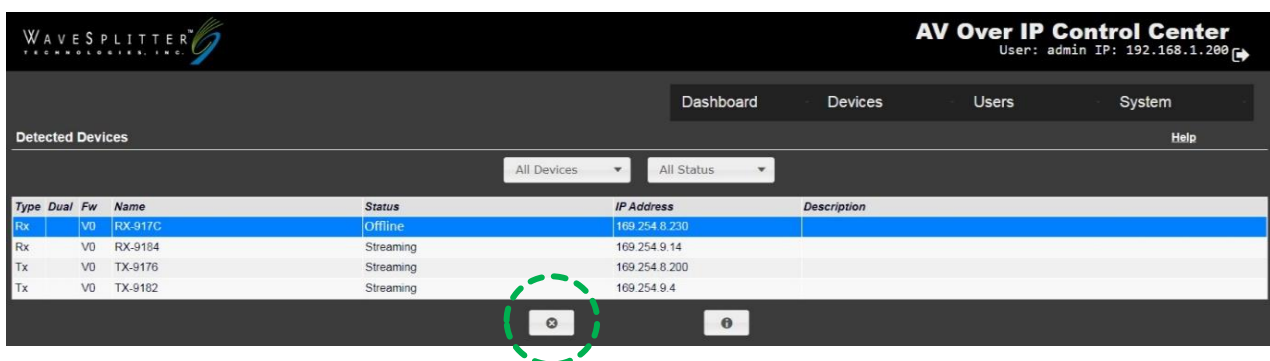 WAVESPLITTER™
TECHNOLOGIES, INC.
AV Over IP Control Center
User: admin IP: 192.168.1.200
Dashboard Devices Users System
Detected Devices Help
All Devices All Status
Type Dual Fw Name Status IP Address Description
Rx V0 RX-917C Offline 169.254.8.230
Rx V0 RX-9184 Streaming 169.254.9.14
Tx V0 TX-9176 Streaming 169.254.8.200
Tx V0 TX-9182 Streaming 169.254.9.4